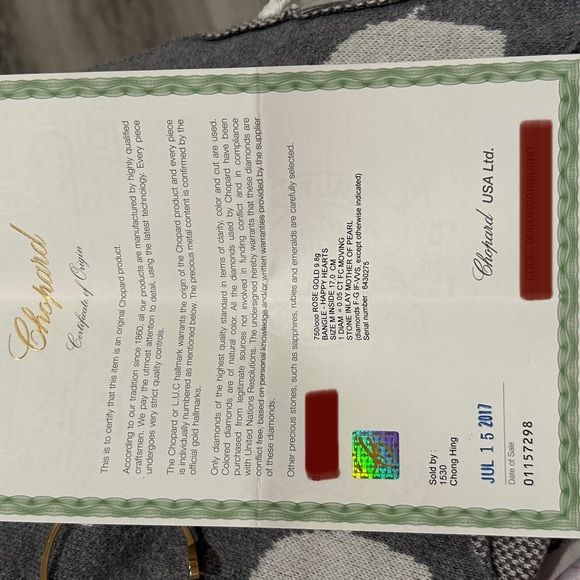 Chopard
Certificate of Origin
This is to certify that this item is an original Chopard product.
According to our tradition since 1860, all our products are manufactured by highly qualified
craftsmen. We pay the utmost attention to detail, using the latest technology. Every piece
undergoes very strict quality controls.
The Chopard or L.U.C hallmark warrants the origin of the Chopard product and every piece
is individually numbered as mentioned below. The precious metal content is confirmed by the
official gold hallmarks.
Only diamonds of the highest quality standard in terms of clarity, color and cut are used.
Colored diamonds are of natural color. All the diamonds used by Chopard have been
purchased from legitimate sources not involved in funding conflict and in compliance
with United Nations Resolutions. The undersigned hereby warrants that these diamonds are
conflict free, based on personal knowledge and/or written warranties provided by the supplier
of these diamonds.
Other precious stones, such as sapphires, rubies and emeralds are carefully selected.
750/ooo ROSE GOLD 9.8g
BANGLE - HAPPY HEARTS
SIZE M INSIDE 17.0 CM
1 DIAM = 0.05 CT FC MOVING
STONE INLAY MOTHER OF PEARL
(diamonds F-G IF-VVS, except otherwise indicated)
Serial number: 6430275
Sold by:
1530
Chong Hing
JUL 15 2017
Date of Sale
01157298
Chopard USA Ltd.